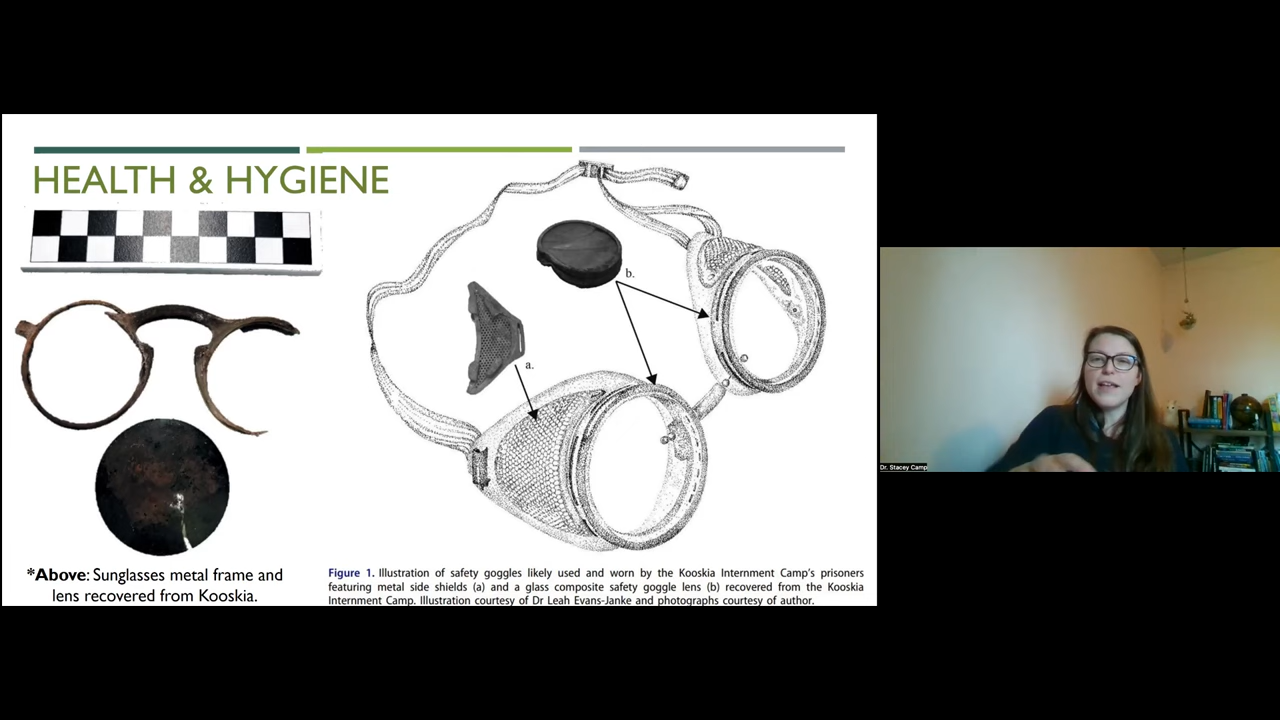 HEALTH & HYGIENE
b.
a.
*Above: Sunglasses metal frame and
lens recovered from Kooskia.
Figure 1. Illustration of safety goggles likely used and worn by the Kooskia Internment Camp's prisoners
featuring metal side shields (a) and a glass composite safety goggle lens (b) recovered from the Kooskia
Internment Camp. Illustration courtesy of Dr Leah Evans-Janke and photographs courtesy of author.
Dr. Stacey Camp